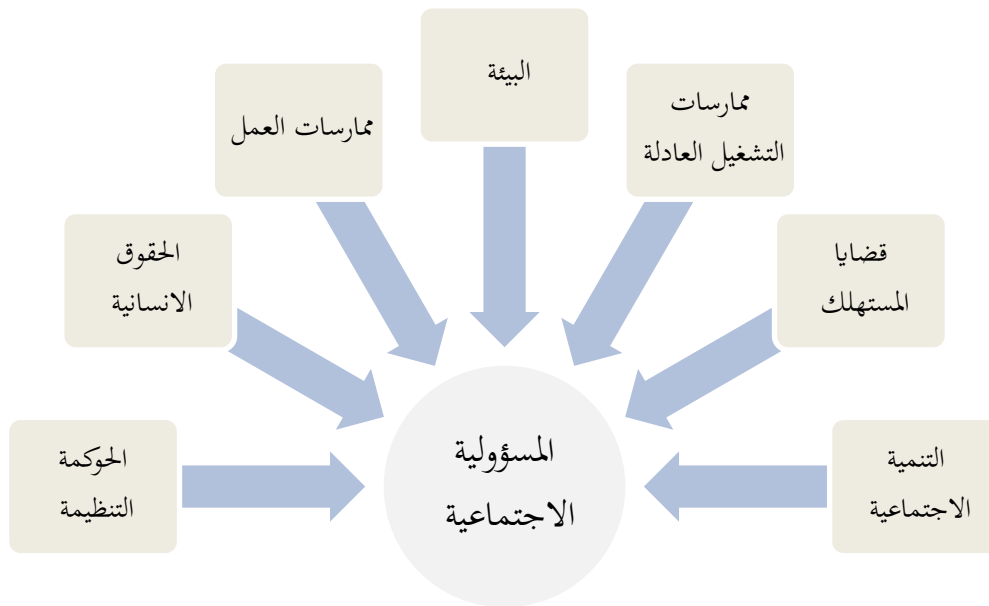 البيئة
ممارسات
التشغيل العادلة
ممارسات العمل
قضايا
المستهلك
الحقوق
الانسانية
التنمية
الاجتماعية
المسؤولية
الاجتماعية
الحوكمة
التنظيمة